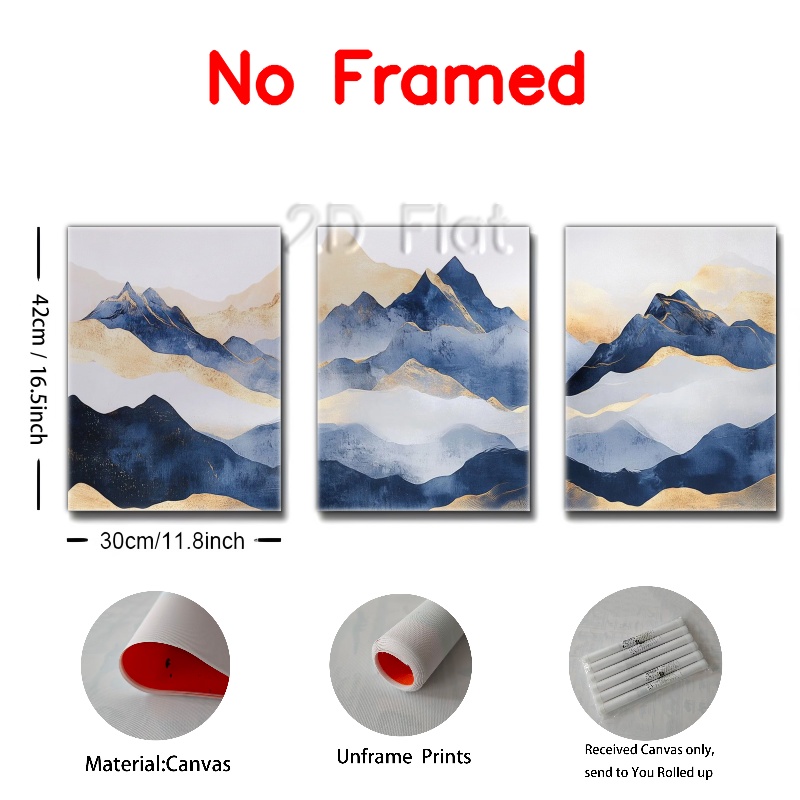 No Framed
2D Flat
42cm / 16.5inch
30cm/11.8inch
Material:Canvas
Unframe Prints
Received Canvas only,
send to You Rolled up